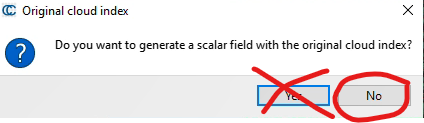 Original cloud index
Do you want to generate a scalar field with the original cloud index?
Yes
No